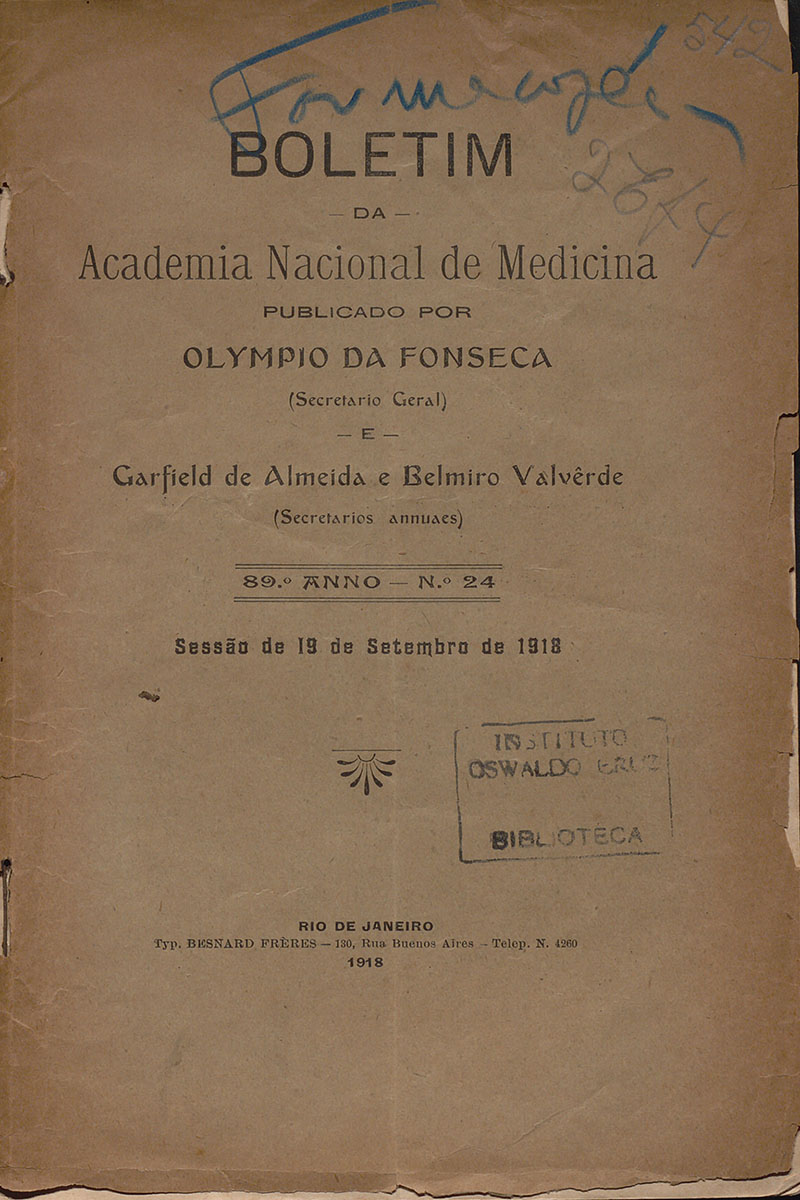 542
BOLETIM
— DA —
Academia Nacional de Medicina
PUBLICADO POR
OLYMPIO DA FONSECA
(Secretario Geral)
— E —
Garfield de Almeida e Belmiro Valvêrde
(Secretarios annuaes)
89.º ANNO — N.º 24
Sessão de 19 de Setembro de 1918
INSTITUTO
OSWALDO CRUZ
BIBLIOTECA
RIO DE JANEIRO
Typ. BESNARD FRÈRES — 130, Rua Buenos Aires — Telep. N. 4260
1918